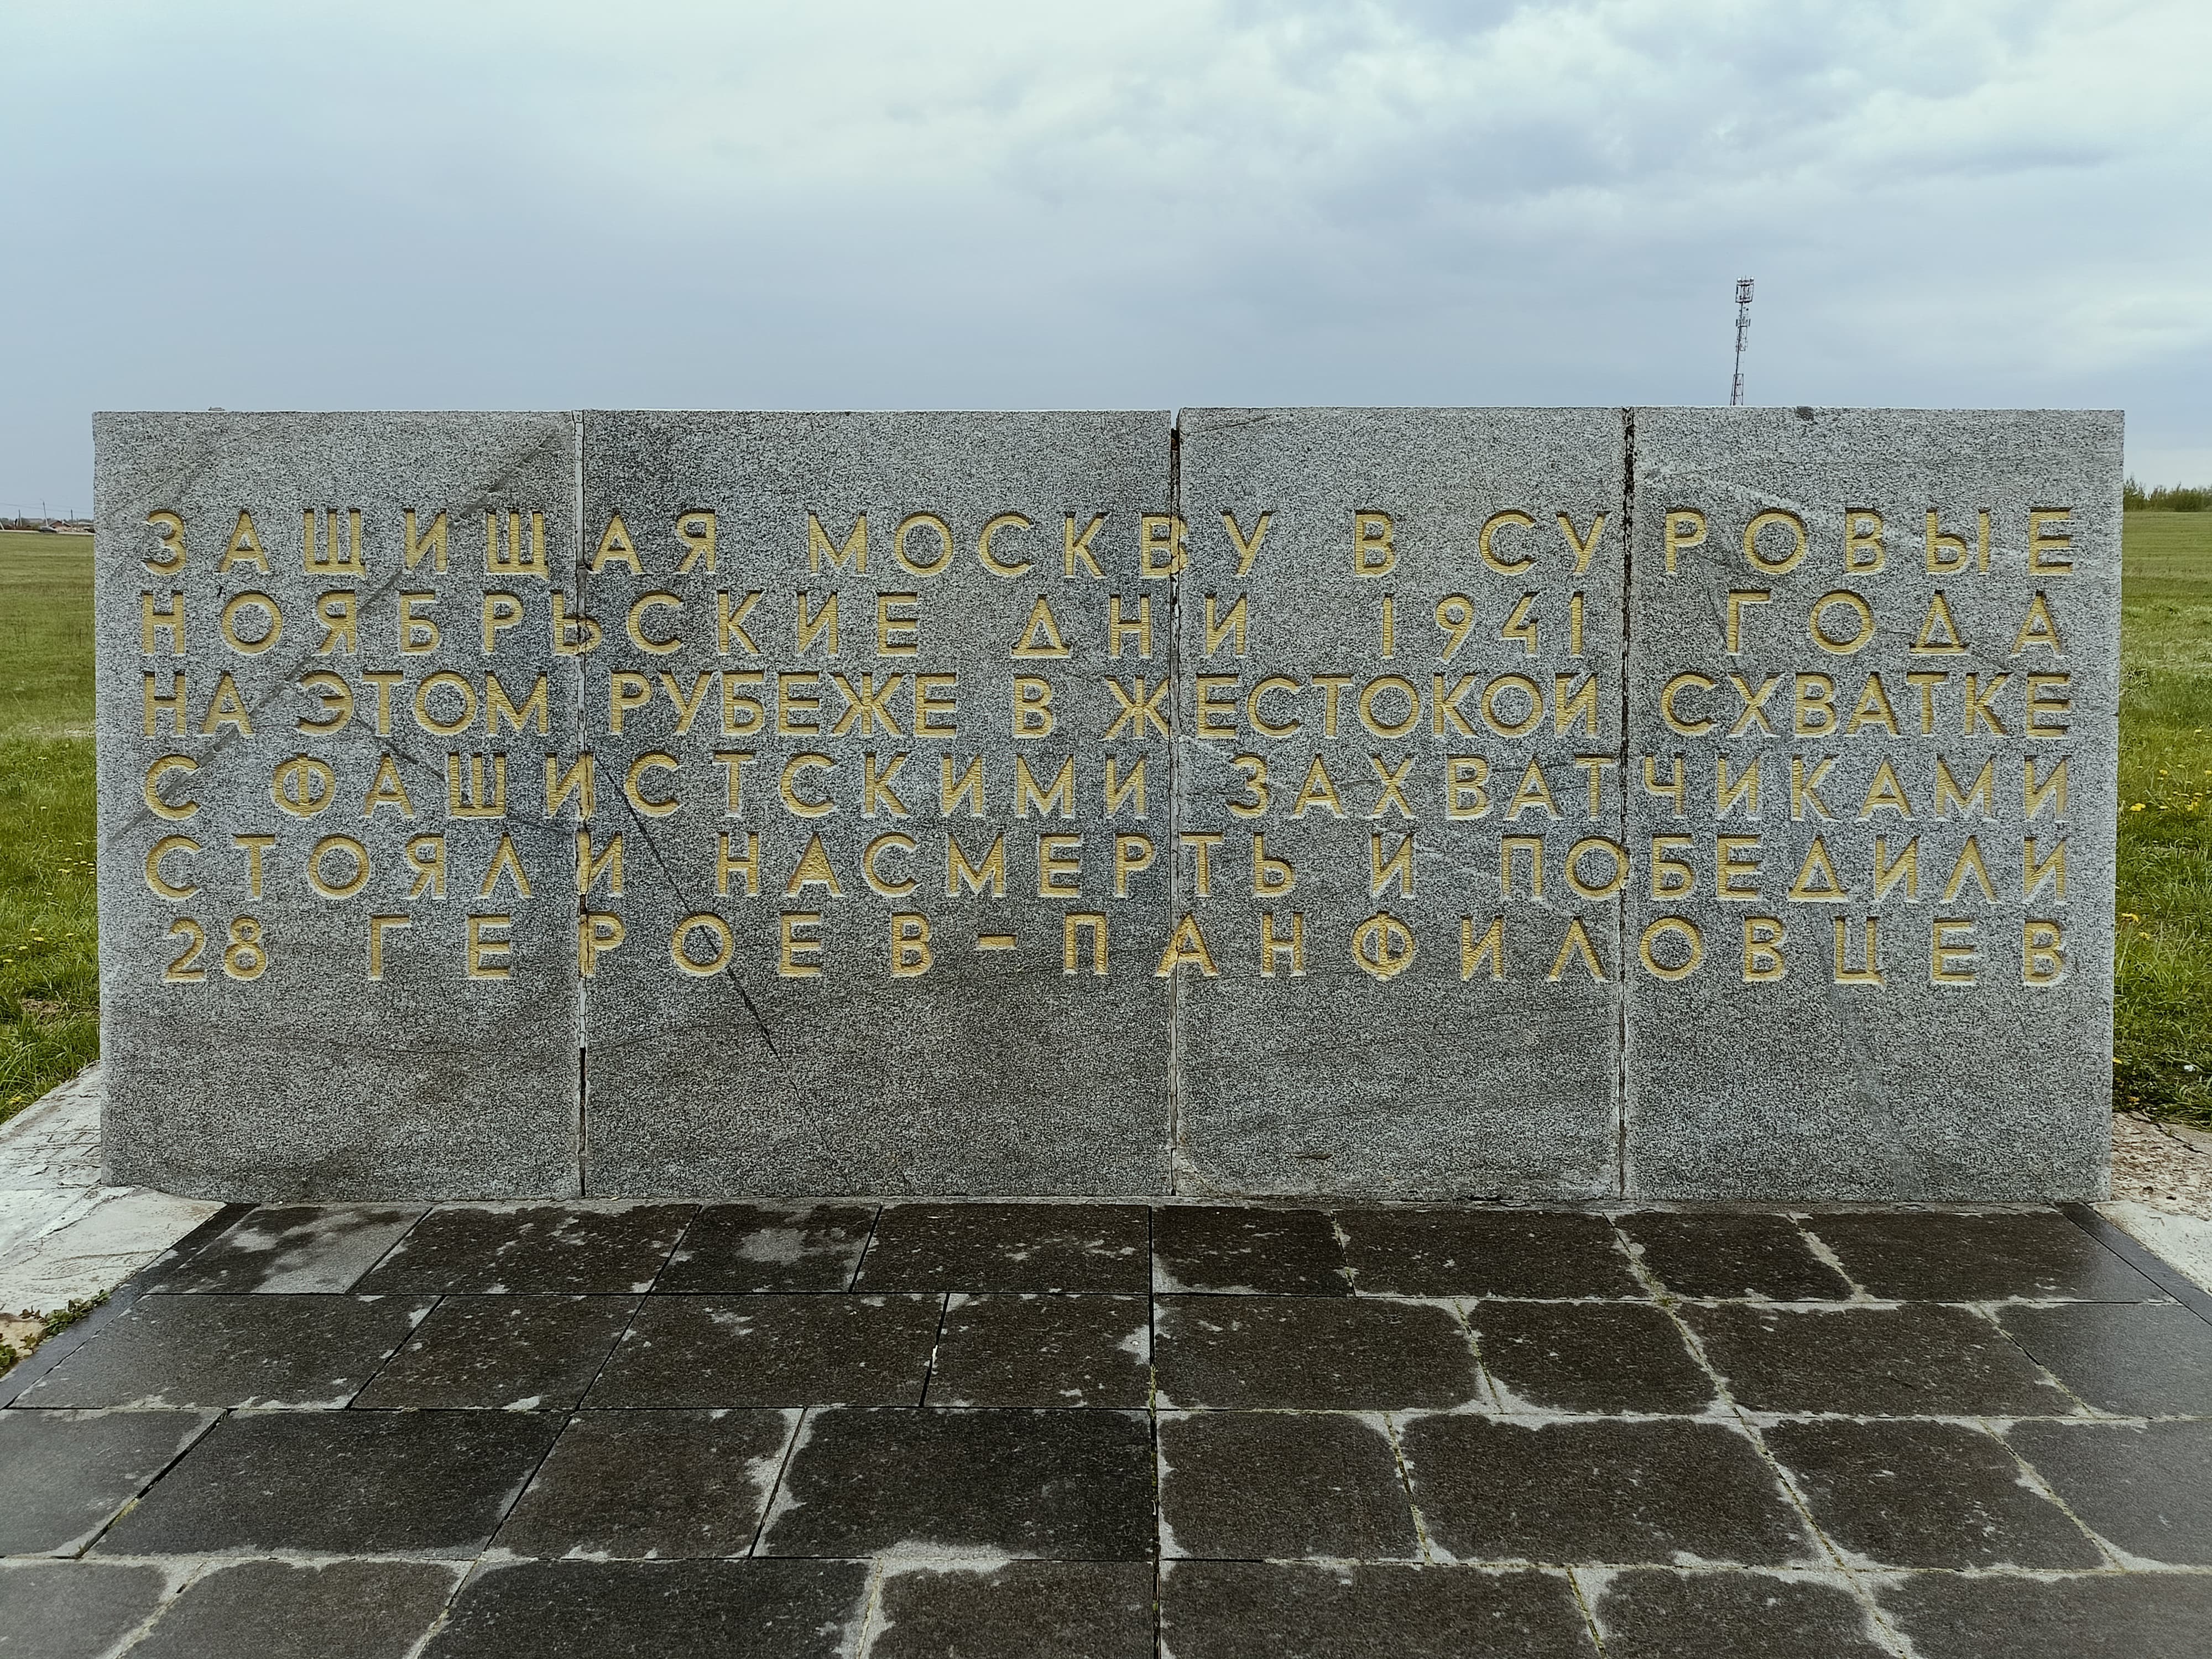 ЗАЩИЩАЯ МОСКВУ В СУРОВЫЕ
НОЯБРЬСКИЕ ДНИ 1941 ГОДА
НА ЭТОМ РУБЕЖЕ В ЖЕСТОКОЙ СХВАТКЕ
С ФАШИСТСКИМИ ЗАХВАТЧИКАМИ
СТОЯЛИ НАСМЕРТЬ И ПОБЕДИЛИ
28 ГЕРОЕВ-ПАНФИЛОВЦЕВ